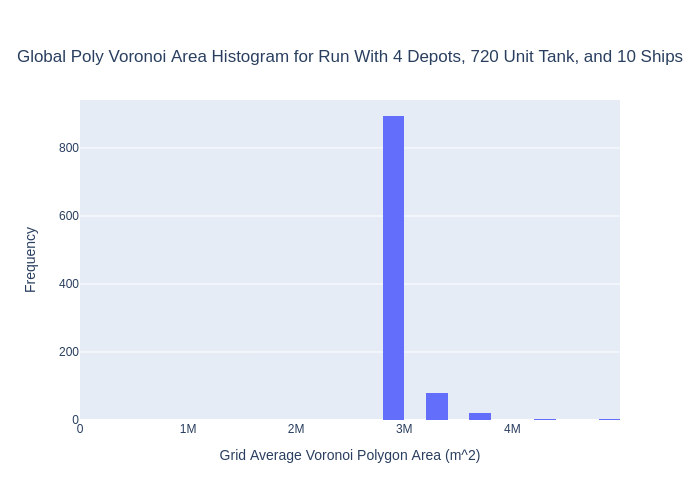 Global Poly Voronoi Area Histogram for Run With 4 Depots, 720 Unit Tank, and 10 Ships
Frequency
800
600
400
200
0
0 1M 2M 3M 4M
Grid Average Voronoi Polygon Area (m^2)